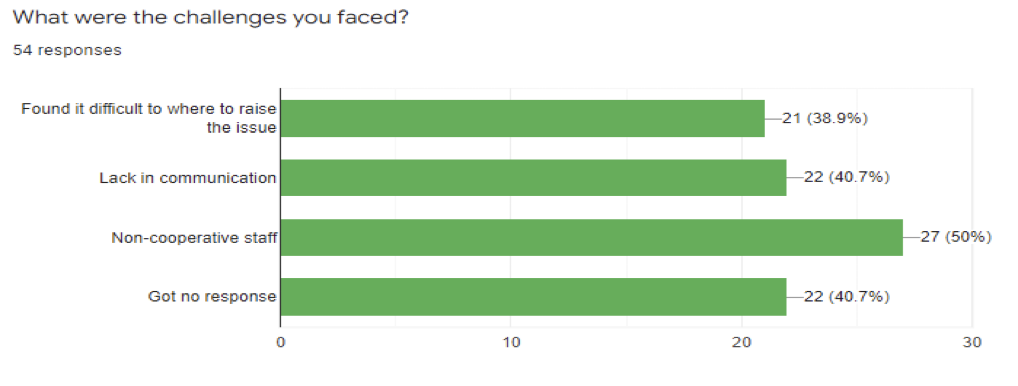 What were the challenges you faced?
54 responses
Found it difficult to where to raise
the issue
21 (38.9%)
Lack in communication
22 (40.7%)
Non-cooperative staff
27 (50%)
Got no response
22 (40.7%)
0
10
20
30